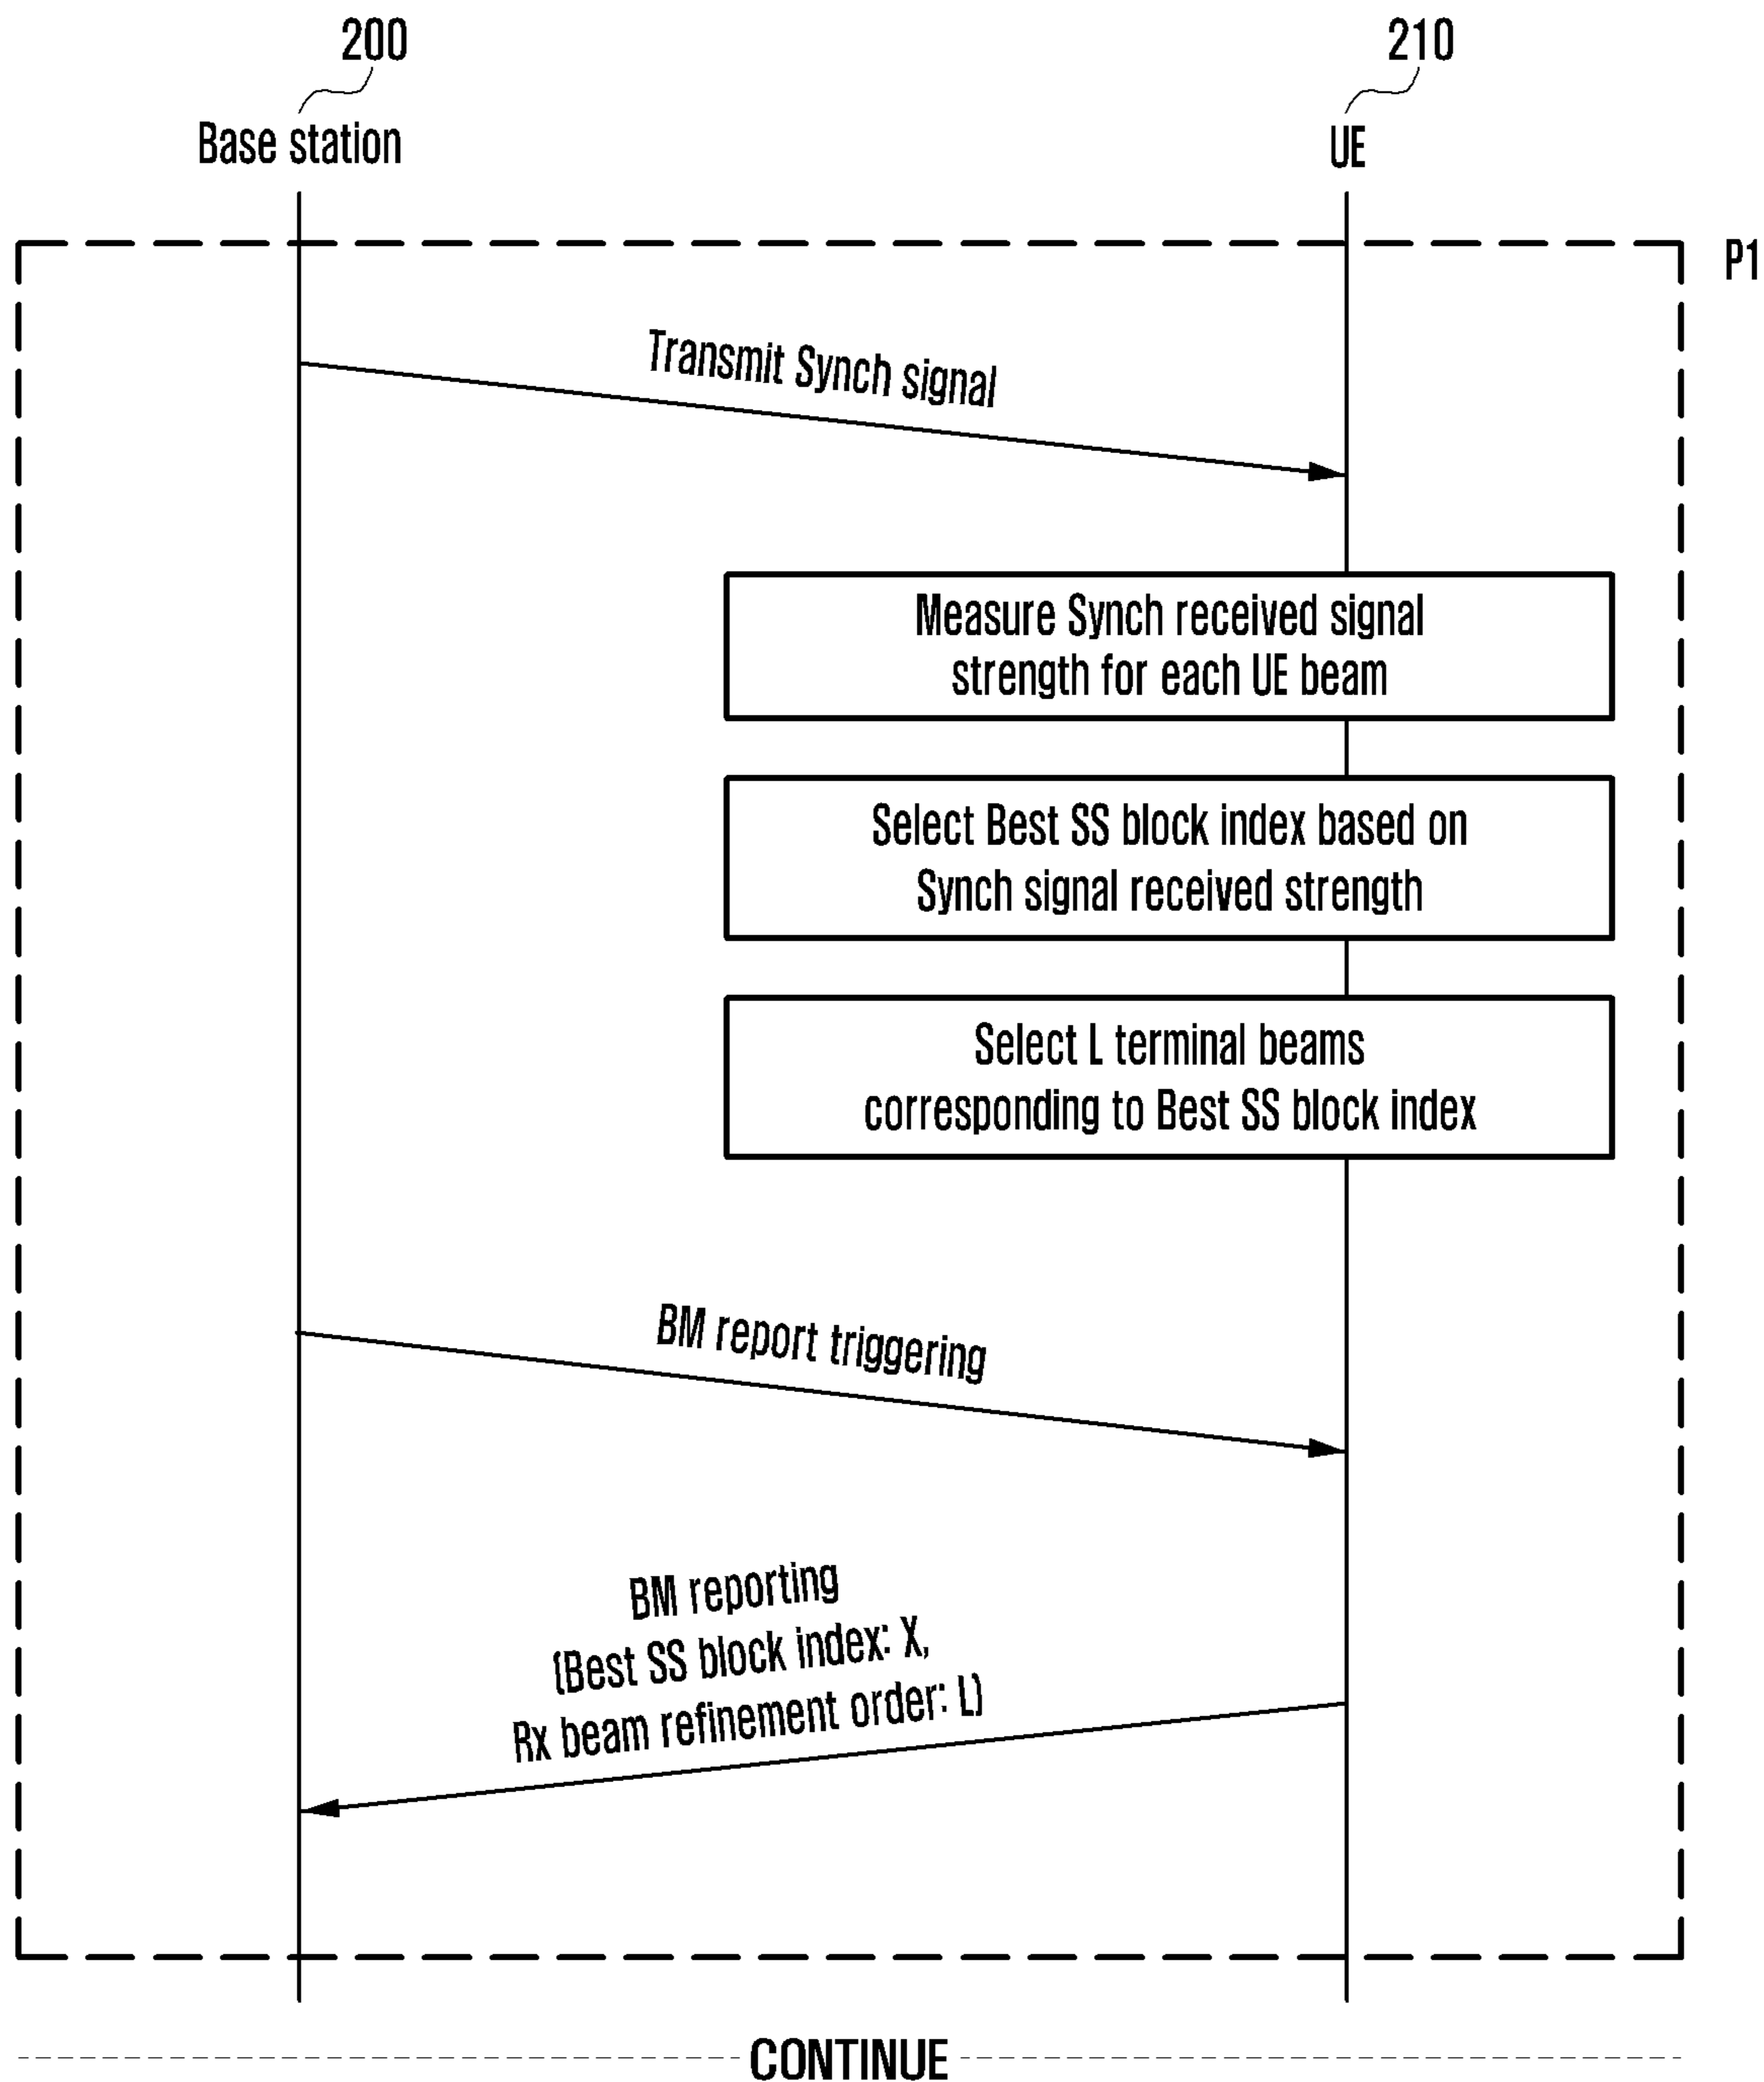 200
210
Base station
UE
P1
Transmit Synch signal
Measure Synch received signal
strength for each UE beam
Select Best SS block index based on
Synch signal received strength
Select L terminal beams
corresponding to Best SS block index
BM report triggering
BM reporting
(Best SS block index: X,
Rx beam refinement order: L)
CONTINUE